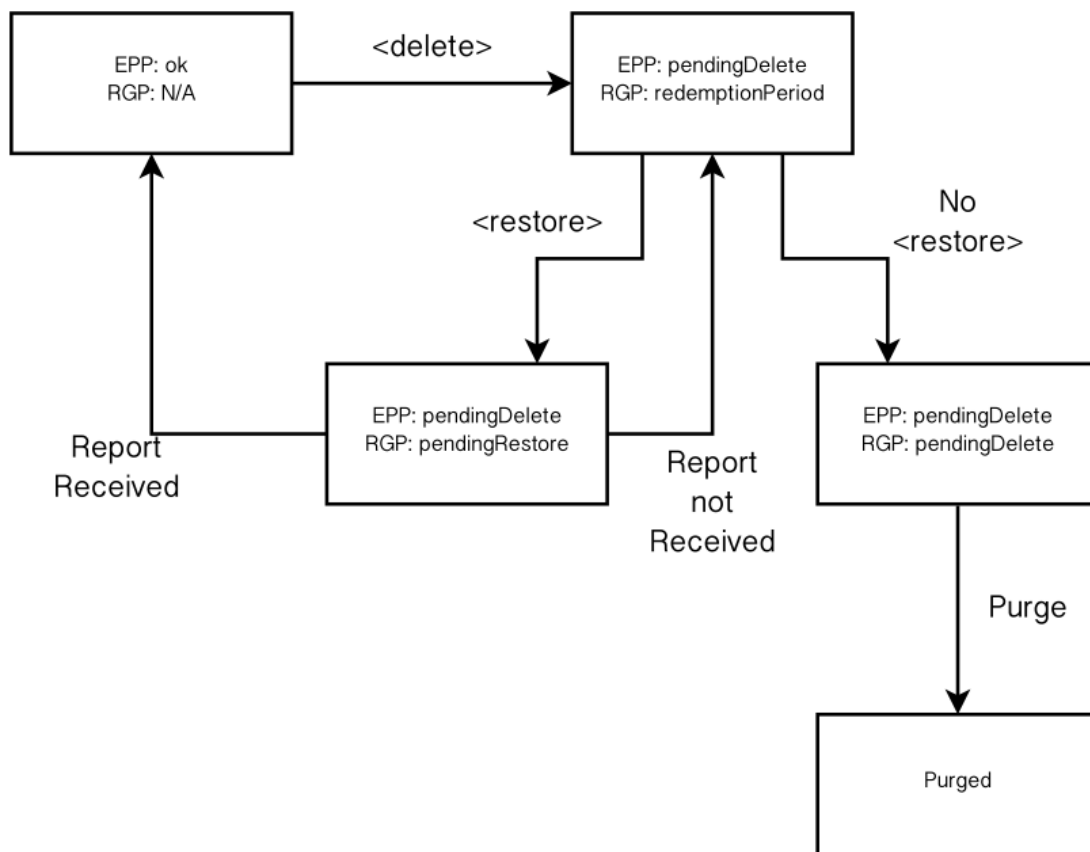 EPP: ok
RGP: N/A
<delete>
EPP: pendingDelete
RGP: redemptionPeriod
<restore>
No
<restore>
EPP: pendingDelete
RGP: pendingRestore
EPP: pendingDelete
RGP: pendingDelete
Report
Received
Report
not
Received
Purge
Purged